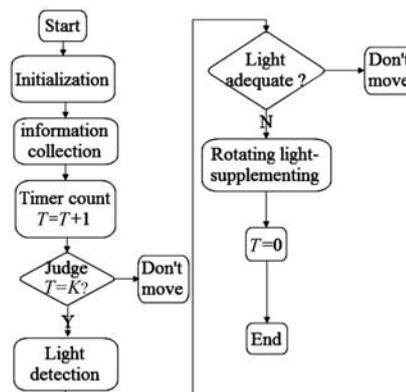 Start
Initialization
information
collection
Timer count
T=T+1
Judge
T=K?
Don't
move
Y
Light
detection
Light
adequate ?
Don't
move
N
Rotating light-
supplementing
T=0
End